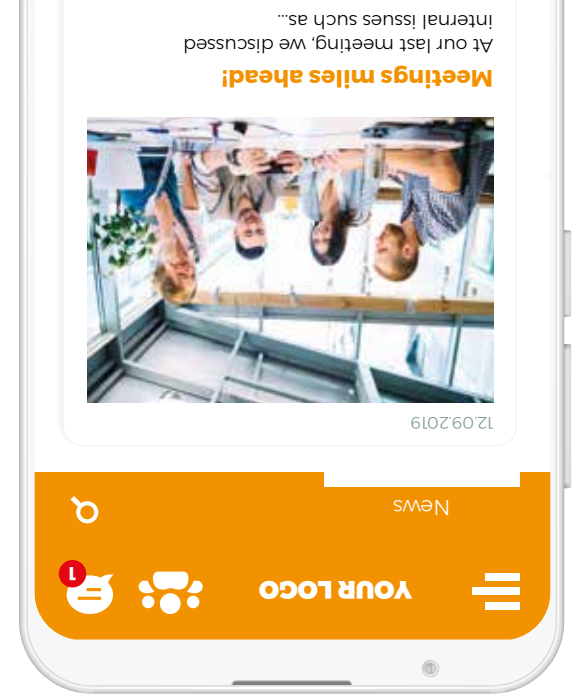 YOUR LOGO
1
News
12.09.2019
Meetings miles ahead!
At our last meeting, we discussed
internal issues such as...